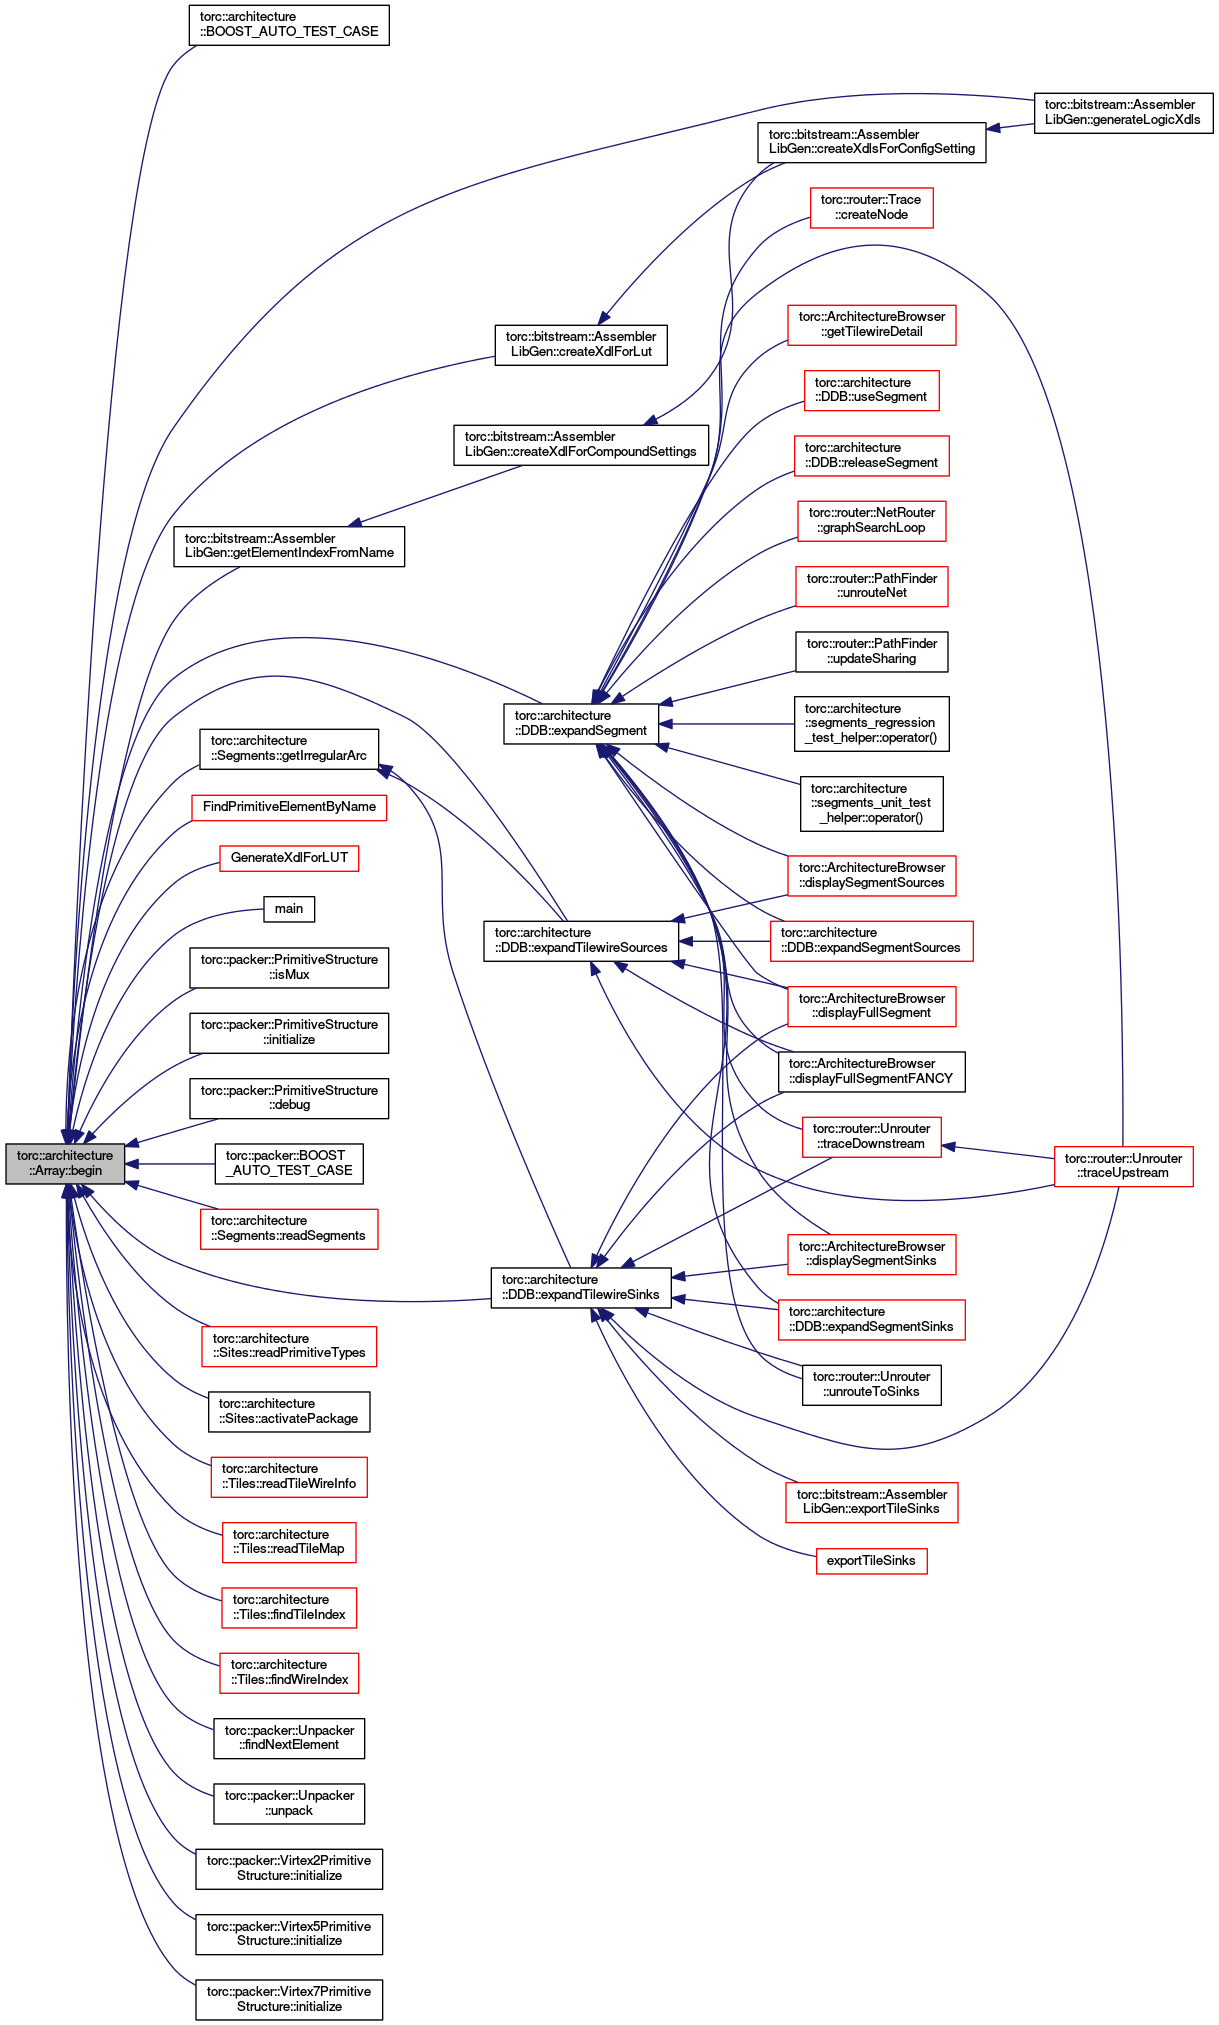 torc::architecture
::BOOST_AUTO_TEST_CASE
torc::bitstream::Assembler
LibGen::generateLogicXdls
torc::bitstream::Assembler
LibGen::createXdlsForConfigSetting
torc::router::Trace
::createNode
torc::ArchitectureBrowser
::getTilewireDetail
torc::bitstream::Assembler
LibGen::createXdlForLut
torc::architecture
::DDB::useSegment
torc::bitstream::Assembler
LibGen::createXdlForCompoundSettings
torc::architecture
::DDB::releaseSegment
torc::router::NetRouter
::graphSearchLoop
torc::bitstream::Assembler
LibGen::getElementIndexFromName
torc::router::PathFinder
::unrouteNet
torc::router::PathFinder
::updateSharing
torc::architecture
::DDB::expandSegment
torc::architecture
::segments_regression
_test_helper::operator()
torc::architecture
::Segments::getIrregularArc
torc::architecture
::segments_unit_test
_helper::operator()
FindPrimitiveElementByName
GenerateXdlForLUT
torc::ArchitectureBrowser
::displaySegmentSources
main
torc::architecture
::DDB::expandTilewireSources
torc::architecture
::DDB::expandSegmentSources
torc::packer::PrimitiveStructure
::isMux
torc::ArchitectureBrowser
::displayFullSegment
torc::packer::PrimitiveStructure
::initialize
torc::ArchitectureBrowser
::displayFullSegmentFANCY
torc::packer::PrimitiveStructure
::debug
torc::router::Unrouter
::traceDownstream
torc::architecture
::Array::begin
torc::packer::BOOST
_AUTO_TEST_CASE
torc::router::Unrouter
::traceUpstream
torc::architecture
::Segments::readSegments
torc::ArchitectureBrowser
::displaySegmentSinks
torc::architecture
::DDB::expandTilewireSinks
torc::architecture
::DDB::expandSegmentSinks
torc::architecture
::Sites::readPrimitiveTypes
torc::router::Unrouter
::unrouteToSinks
torc::architecture
::Sites::activatePackage
torc::architecture
::Tiles::readTileWireInfo
torc::bitstream::Assembler
LibGen::exportTileSinks
torc::architecture
::Tiles::readTileMap
exportTileSinks
torc::architecture
::Tiles::findTileIndex
torc::architecture
::Tiles::findWireIndex
torc::packer::Unpacker
::findNextElement
torc::packer::Unpacker
::unpack
torc::packer::Virtex2Primitive
Structure::initialize
torc::packer::Virtex5Primitive
Structure::initialize
torc::packer::Virtex7Primitive
Structure::initialize